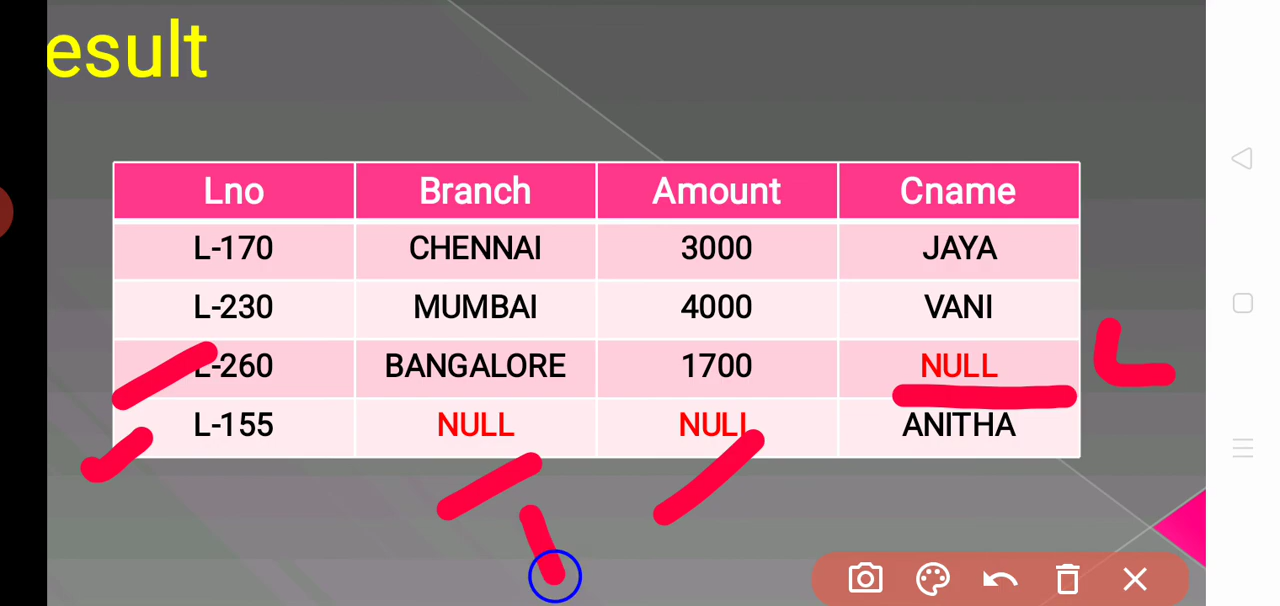 esult
Lno Branch Amount Cname
L-170 CHENNAI 3000 JAYA
L-230 MUMBAI 4000 VANI
L-260 BANGALORE 1700 NULL
L-155 NULL NULL ANITHA